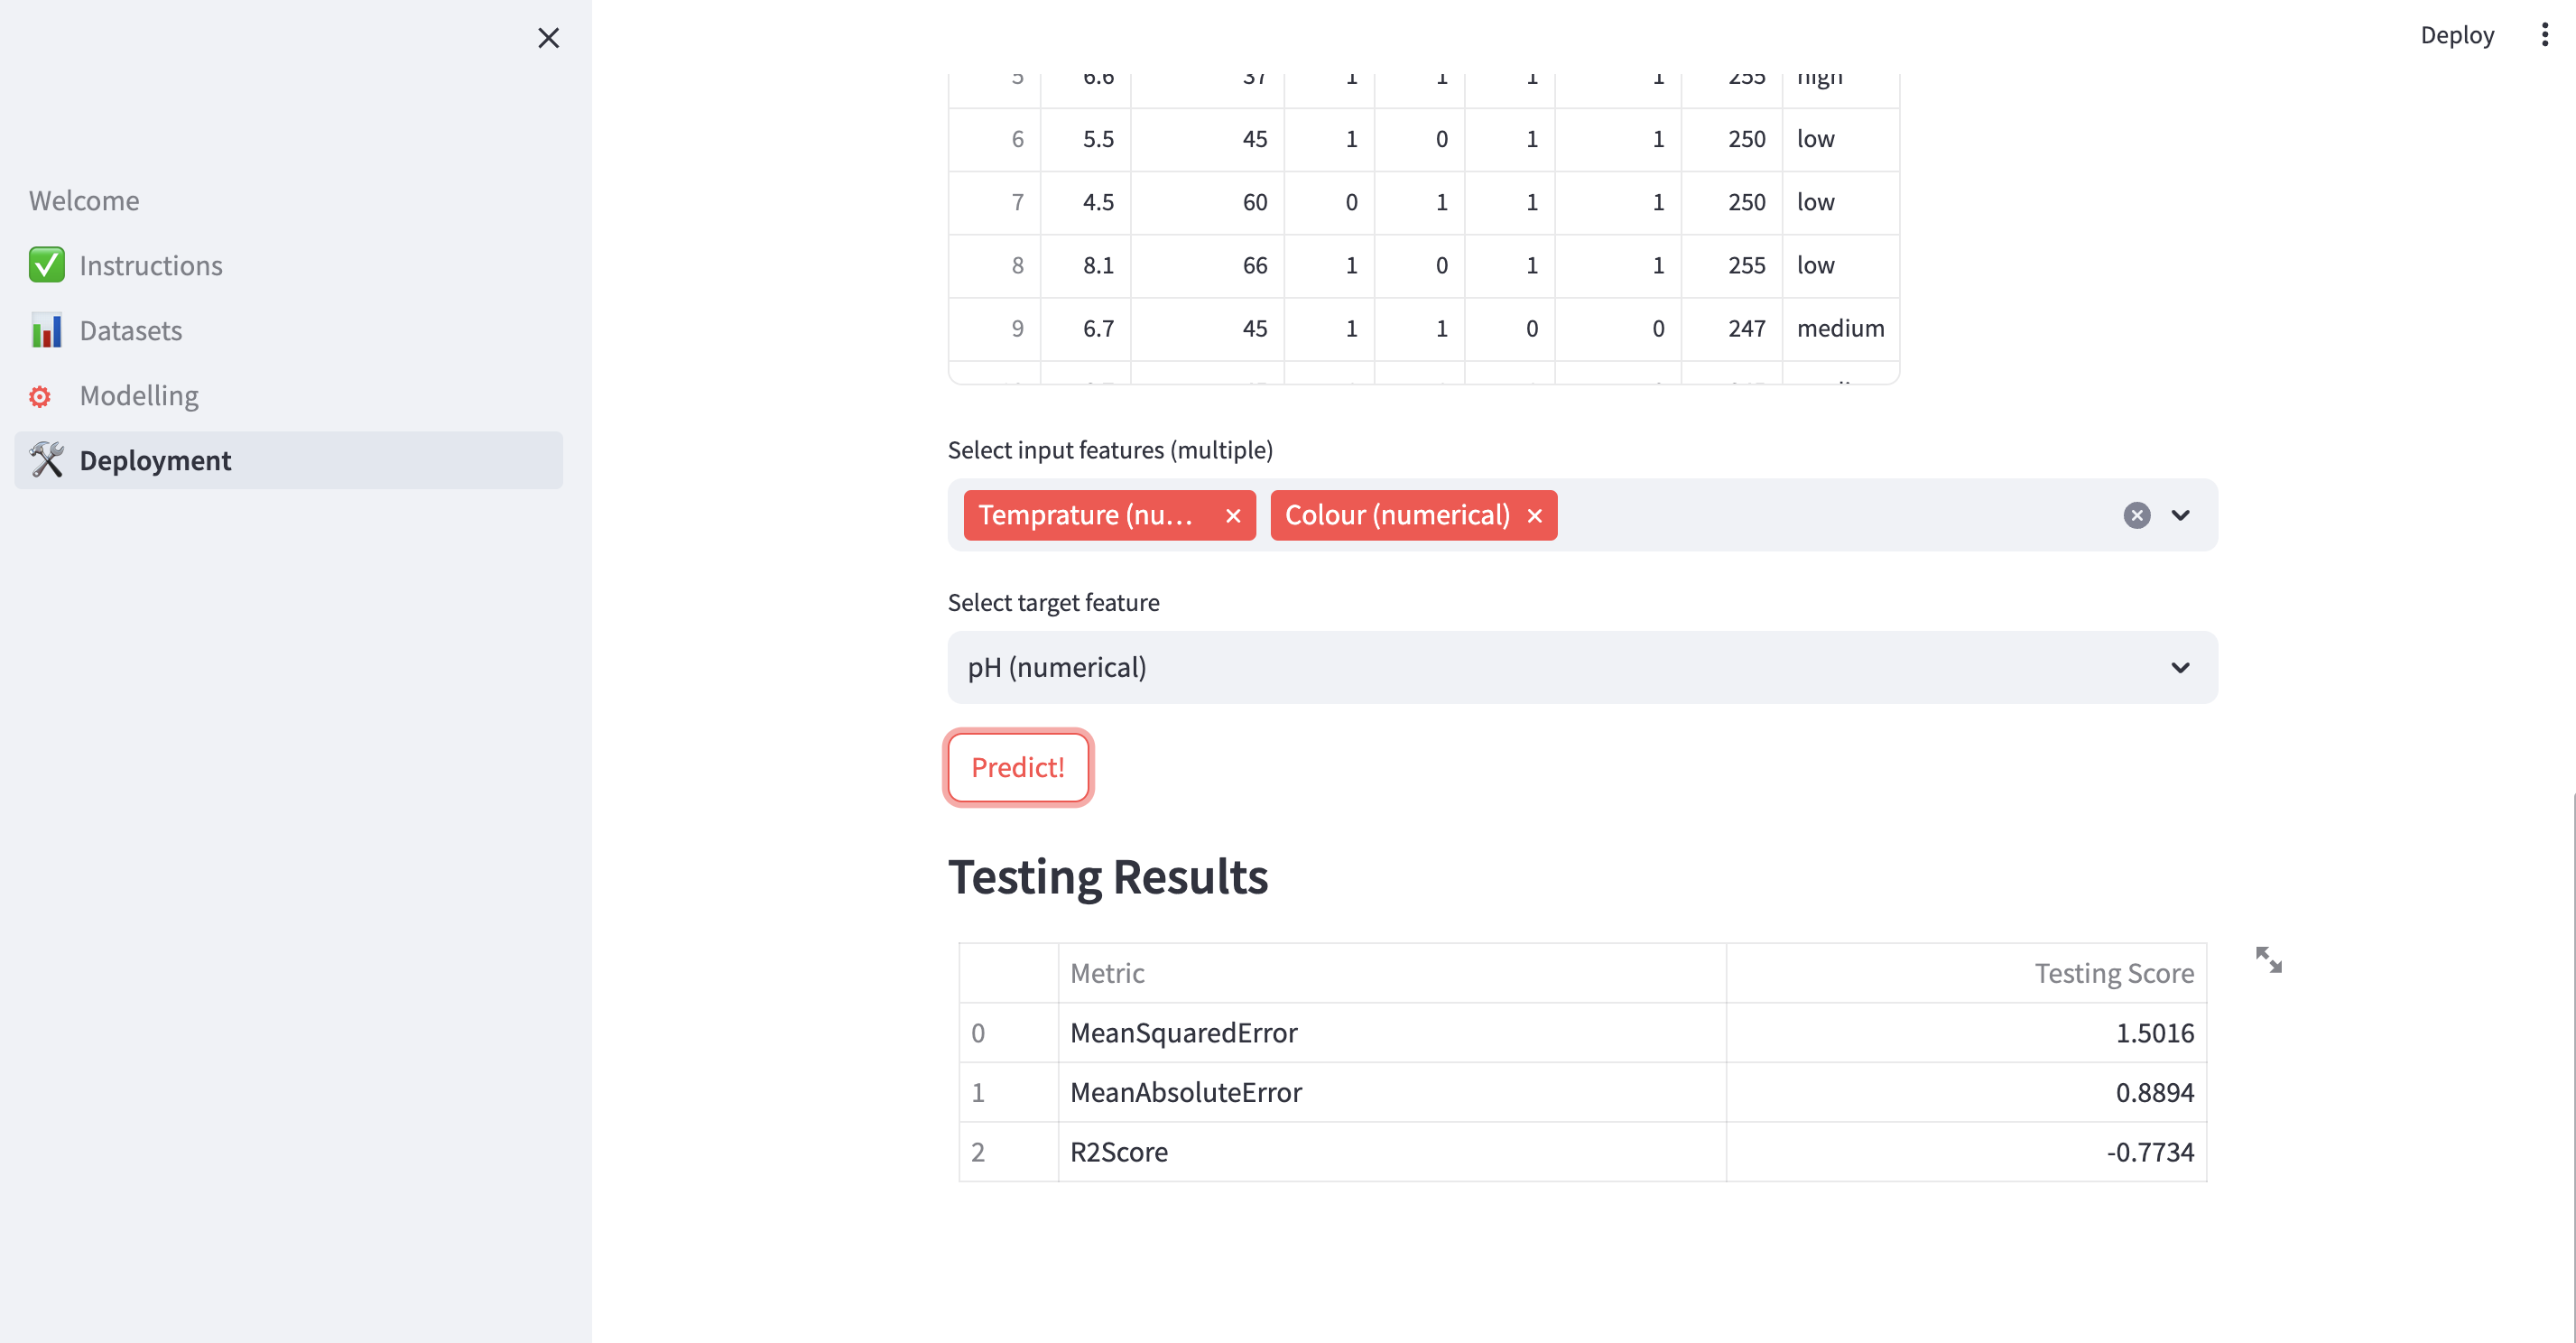 Deploy
Welcome
Instructions
Datasets
Modelling
Deployment
5 6.6 37 1 1 1 1 255 high
6 5.5 45 1 0 1 1 250 low
7 4.5 60 0 1 1 1 250 low
8 8.1 66 1 0 1 1 255 low
9 6.7 45 1 1 0 0 247 medium
Select input features (multiple)
Temprature (nu... Colour (numerical)
Select target feature
pH (numerical)
Predict!
Testing Results
Metric Testing Score
0 MeanSquaredError 1.5016
1 MeanAbsoluteError 0.8894
2 R2Score -0.7734